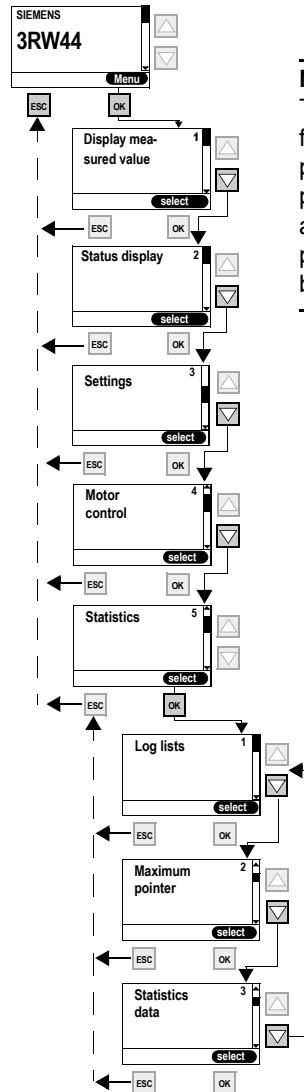 SIEMENS
3RW44
Menu
ESC
OK
Display mea-
sured value
1
select
ESC
OK
Status display
2
select
ESC
OK
Settings
3
select
ESC
OK
Motor
control
4
select
ESC
OK
Statistics
5
select
ESC
OK
Log lists
1
select
ESC
OK
Maximum
pointer
2
select
ESC
OK
Statistics
data
3
select
ESC
OK